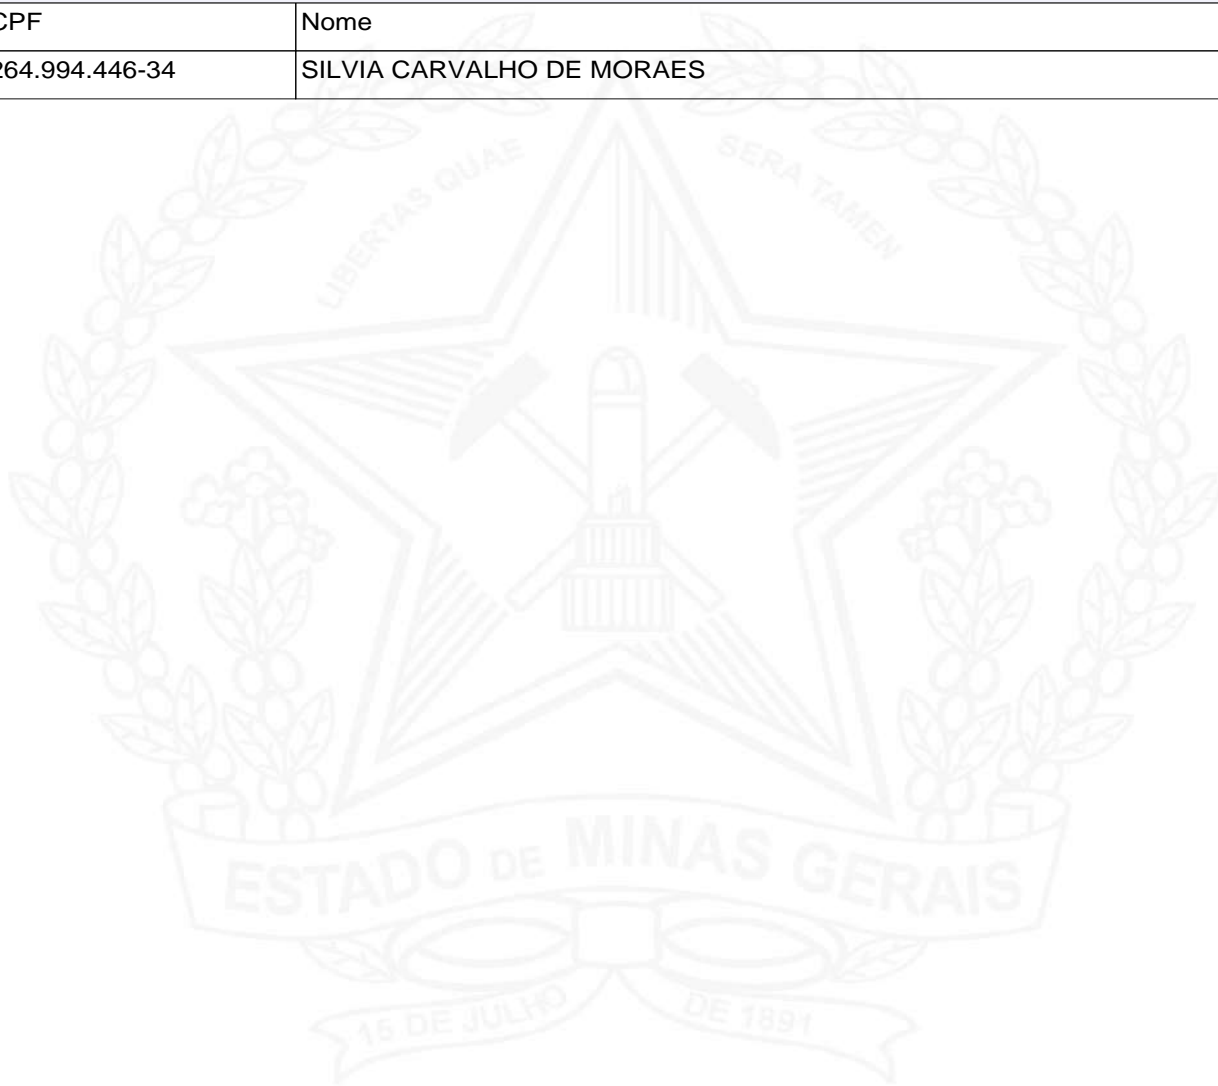 CPF Nome
264.994.446-34 SILVIA CARVALHO DE MORAES
LIBERTAS QUAE SERA TAMEN
ESTADO DE MINAS GERAIS
15 DE JULHO DE 1891